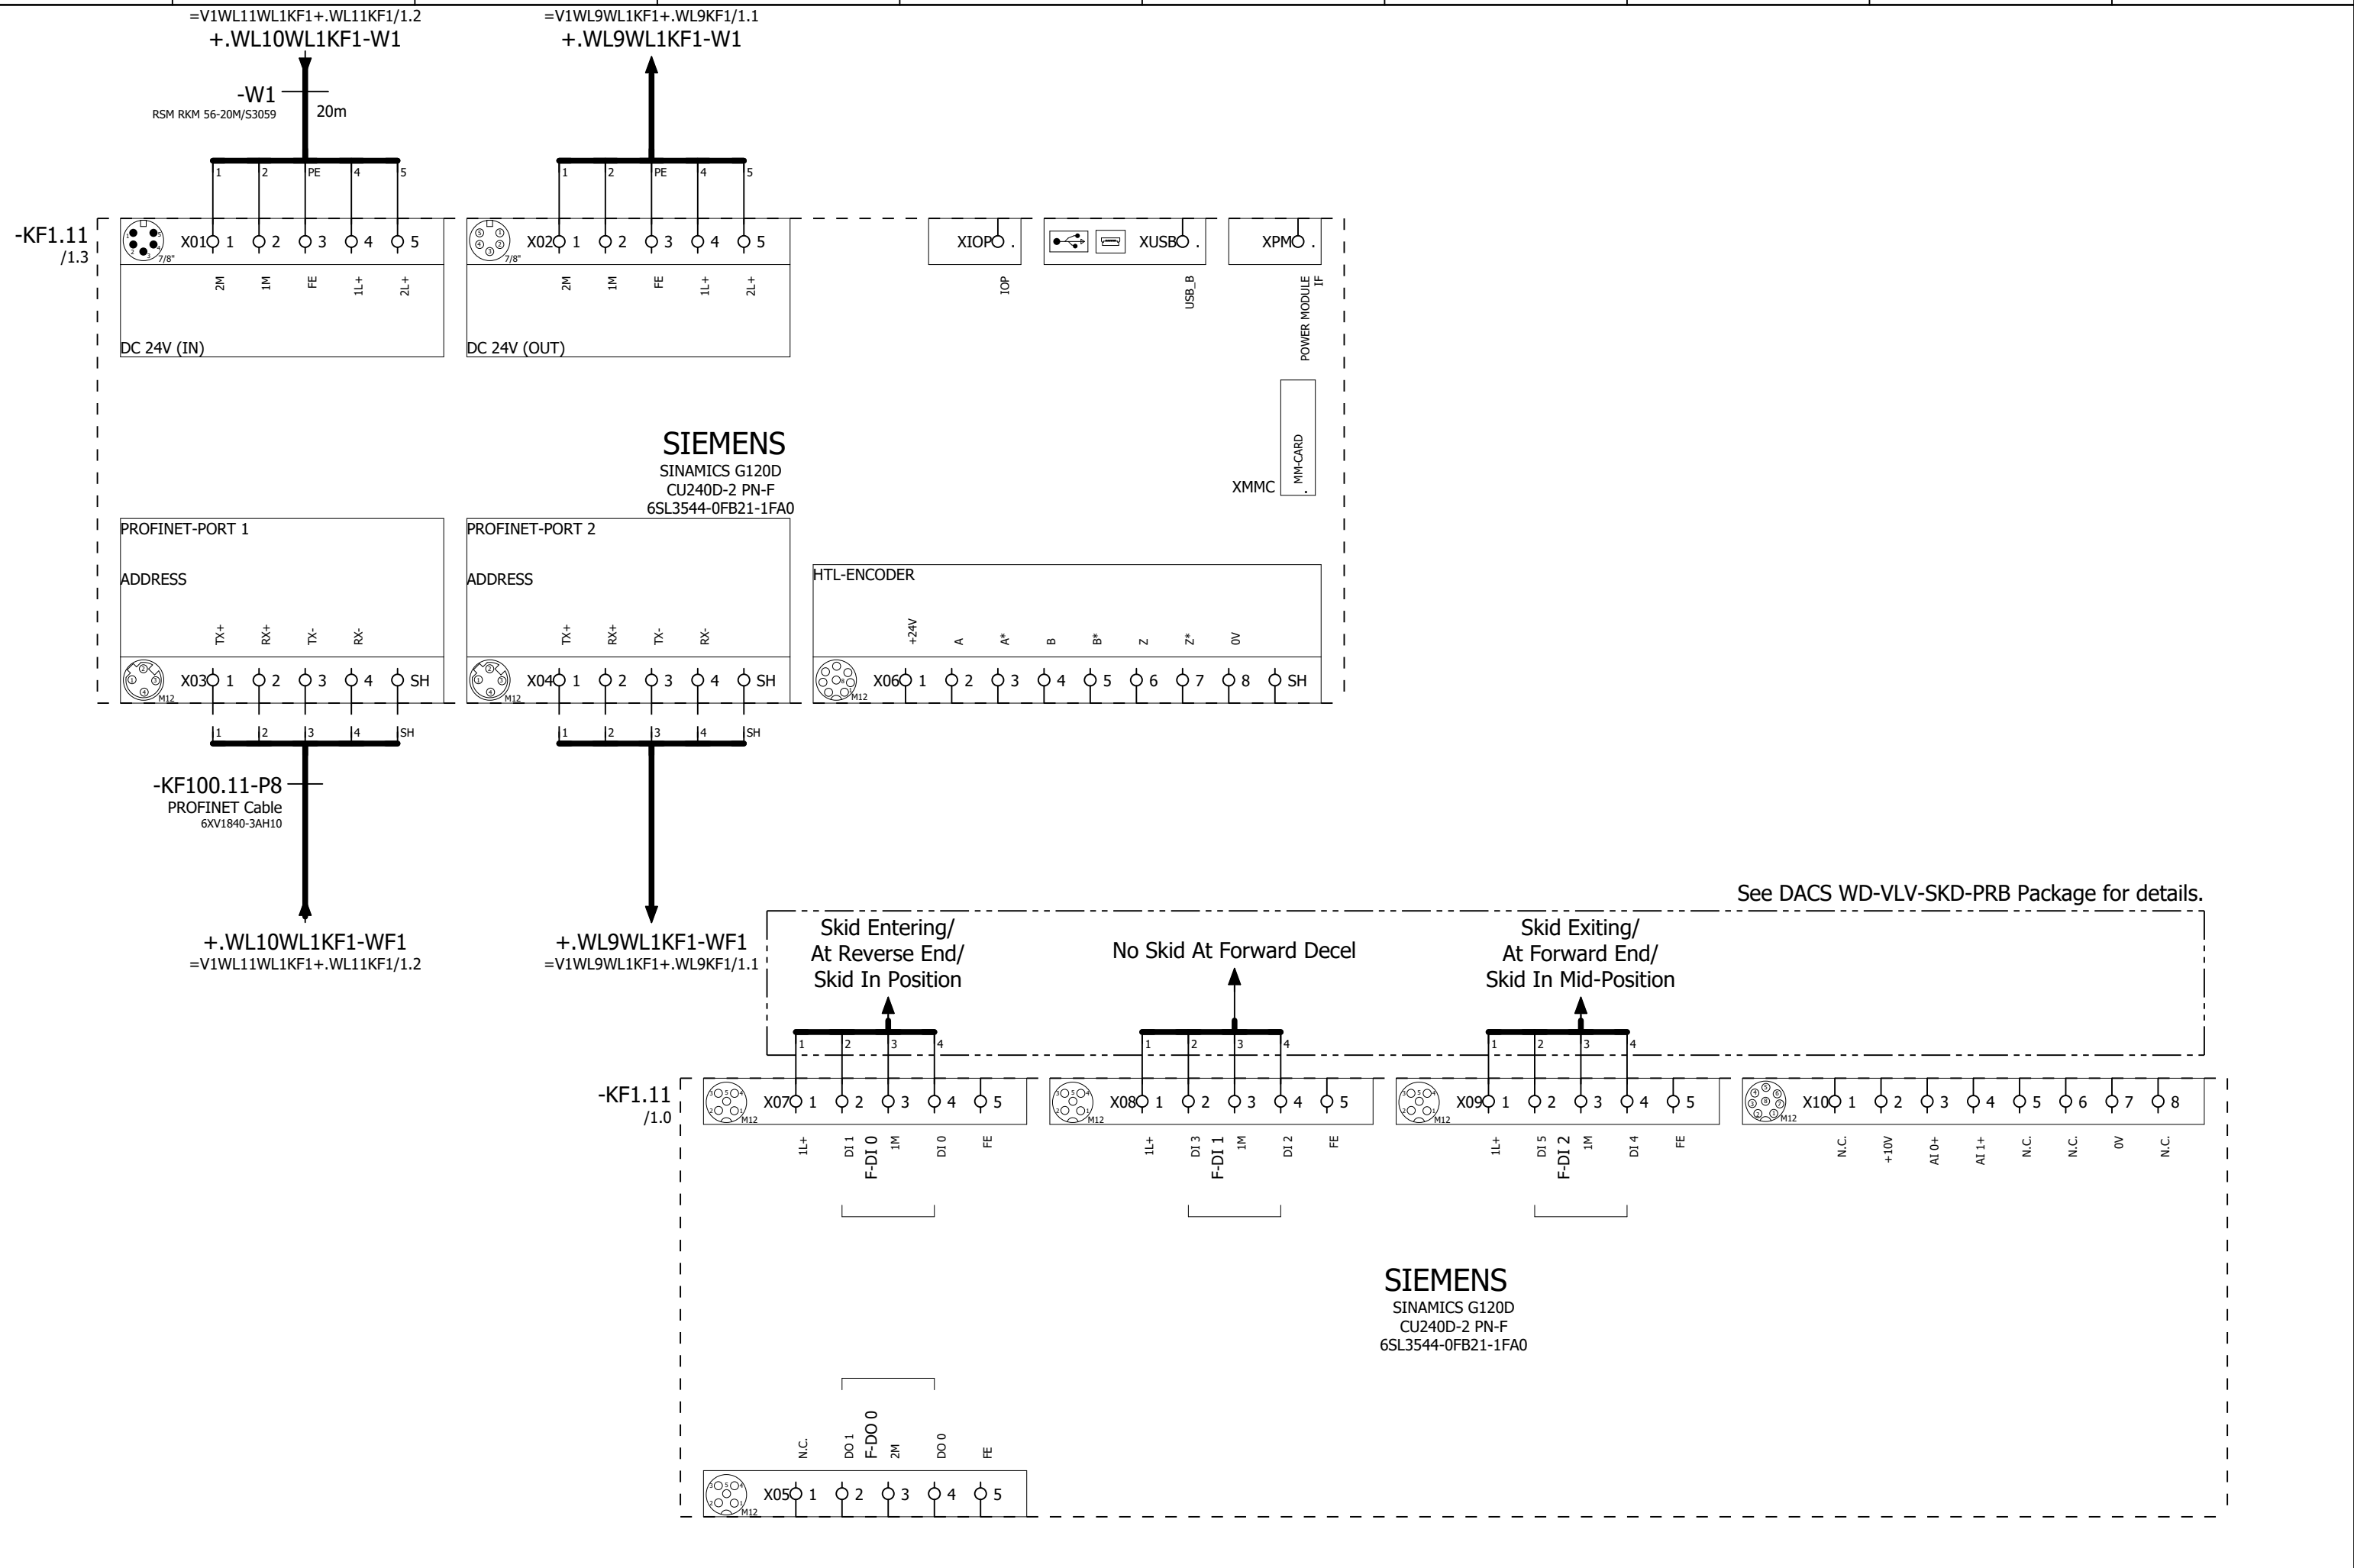 =V1WL11WL1KF1+.WL11KF1/1.2
+.WL10WL1KF1-W1
=V1WL9WL1KF1+.WL9KF1/1.1
+.WL9WL1KF1-W1
-W1
RSM RKM 56-20M/S3059
20m
1 2 PE 4 5
1 2 PE 4 5
-KF1.11
/1.3
X01 1 2 3 4 5
7/8"
2M 1M FE 1L+ 2L+
DC 24V (IN)
X02 1 2 3 4 5
7/8"
2M 1M FE 1L+ 2L+
DC 24V (OUT)
XIOP .
IOP
XUSB .
USB_B
XPM .
POWER MODULE
IF
XMMC
MM-CARD
.
SIEMENS
SINAMICS G120D
CU240D-2 PN-F
6SL3544-0FB21-1FA0
PROFINET-PORT 1
ADDRESS
TX+ RX+ TX- RX-
X03 1 2 3 4 SH
M12
PROFINET-PORT 2
ADDRESS
TX+ RX+ TX- RX-
X04 1 2 3 4 SH
M12
HTL-ENCODER
+24V A A* B B* Z Z* 0V
X06 1 2 3 4 5 6 7 8 SH
M12
1 2 3 4 SH
1 2 3 4 SH
-KF100.11-P8
PROFINET Cable
6XV1840-3AH10
+.WL10WL1KF1-WF1
=V1WL11WL1KF1+.WL11KF1/1.2
+.WL9WL1KF1-WF1
=V1WL9WL1KF1+.WL9KF1/1.1
See DACS WD-VLV-SKD-PRB Package for details.
Skid Entering/
At Reverse End/
Skid In Position
No Skid At Forward Decel
Skid Exiting/
At Forward End/
Skid In Mid-Position
1 2 3 4
1 2 3 4
1 2 3 4
-KF1.11
/1.0
X07 1 2 3 4 5
M12
1L+ DI 1 F-DI 0 1M DI 0 FE
X08 1 2 3 4 5
M12
1L+ DI 3 F-DI 1 1M DI 2 FE
X09 1 2 3 4 5
M12
1L+ DI 5 F-DI 2 1M DI 4 FE
X10 1 2 3 4 5 6 7 8
M12
N.C. +10V AI 0+ AI 1+ N.C. N.C. 0V N.C.
SIEMENS
SINAMICS G120D
CU240D-2 PN-F
6SL3544-0FB21-1FA0
N.C. DO 1 F-DO 0 2M DO 0 FE
X05 1 2 3 4 5
M12